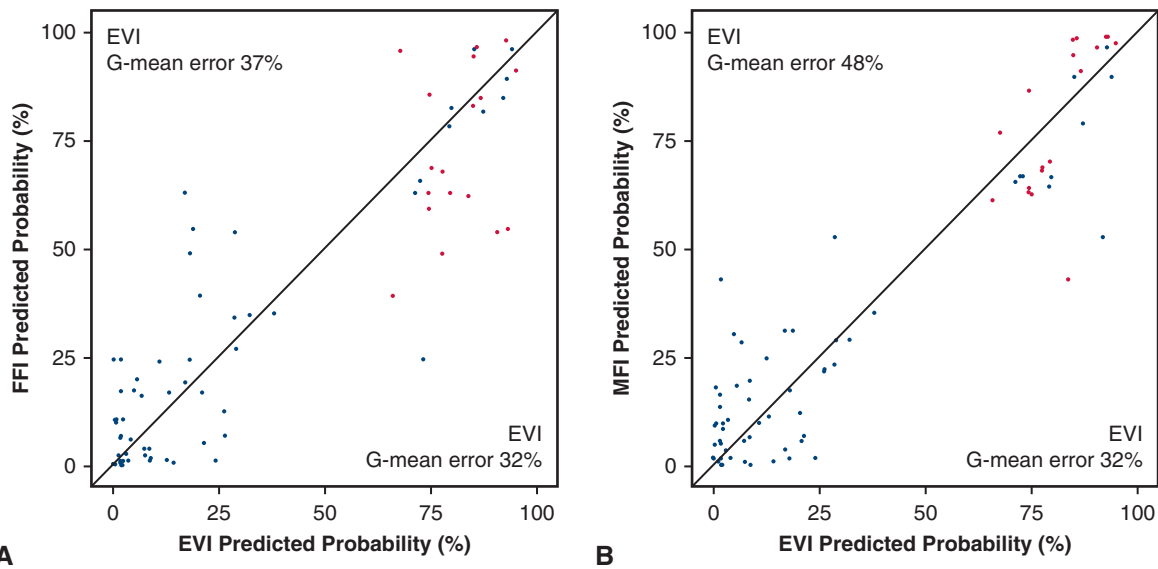 EVI
G-mean error 37%
100
75
50
25
0
FFI Predicted Probability (%)
EVI
G-mean error 32%
0 25 50 75 100
EVI Predicted Probability (%)
A
EVI
G-mean error 48%
100
75
50
25
0
MFI Predicted Probability (%)
EVI
G-mean error 32%
0 25 50 75 100
EVI Predicted Probability (%)
B